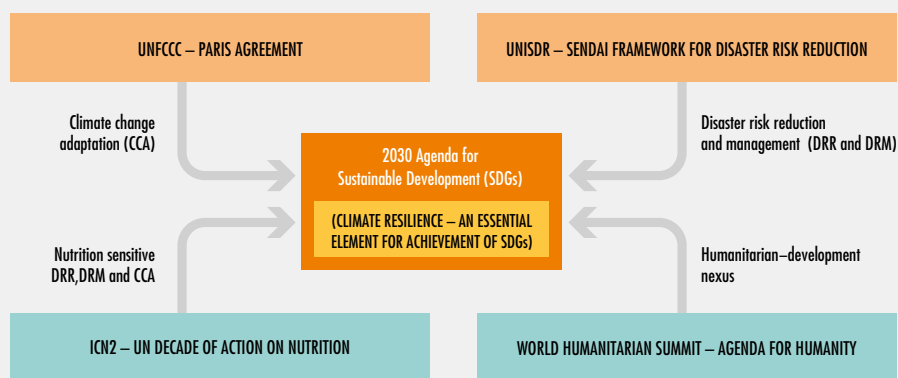 UNFCCC – PARIS AGREEMENT
UNISDR – SENDAI FRAMEWORK FOR DISASTER RISK REDUCTION
Climate change
adaptation (CCA)
Disaster risk reduction
and management (DRR and DRM)
2030 Agenda for
Sustainable Development (SDGs)
(CLIMATE RESILIENCE – AN ESSENTIAL
ELEMENT FOR ACHIEVEMENT OF SDGs)
Nutrition sensitive
DRR,DRM and CCA
Humanitarian–development
nexus
ICN2 – UN DECADE OF ACTION ON NUTRITION
WORLD HUMANITARIAN SUMMIT – AGENDA FOR HUMANITY